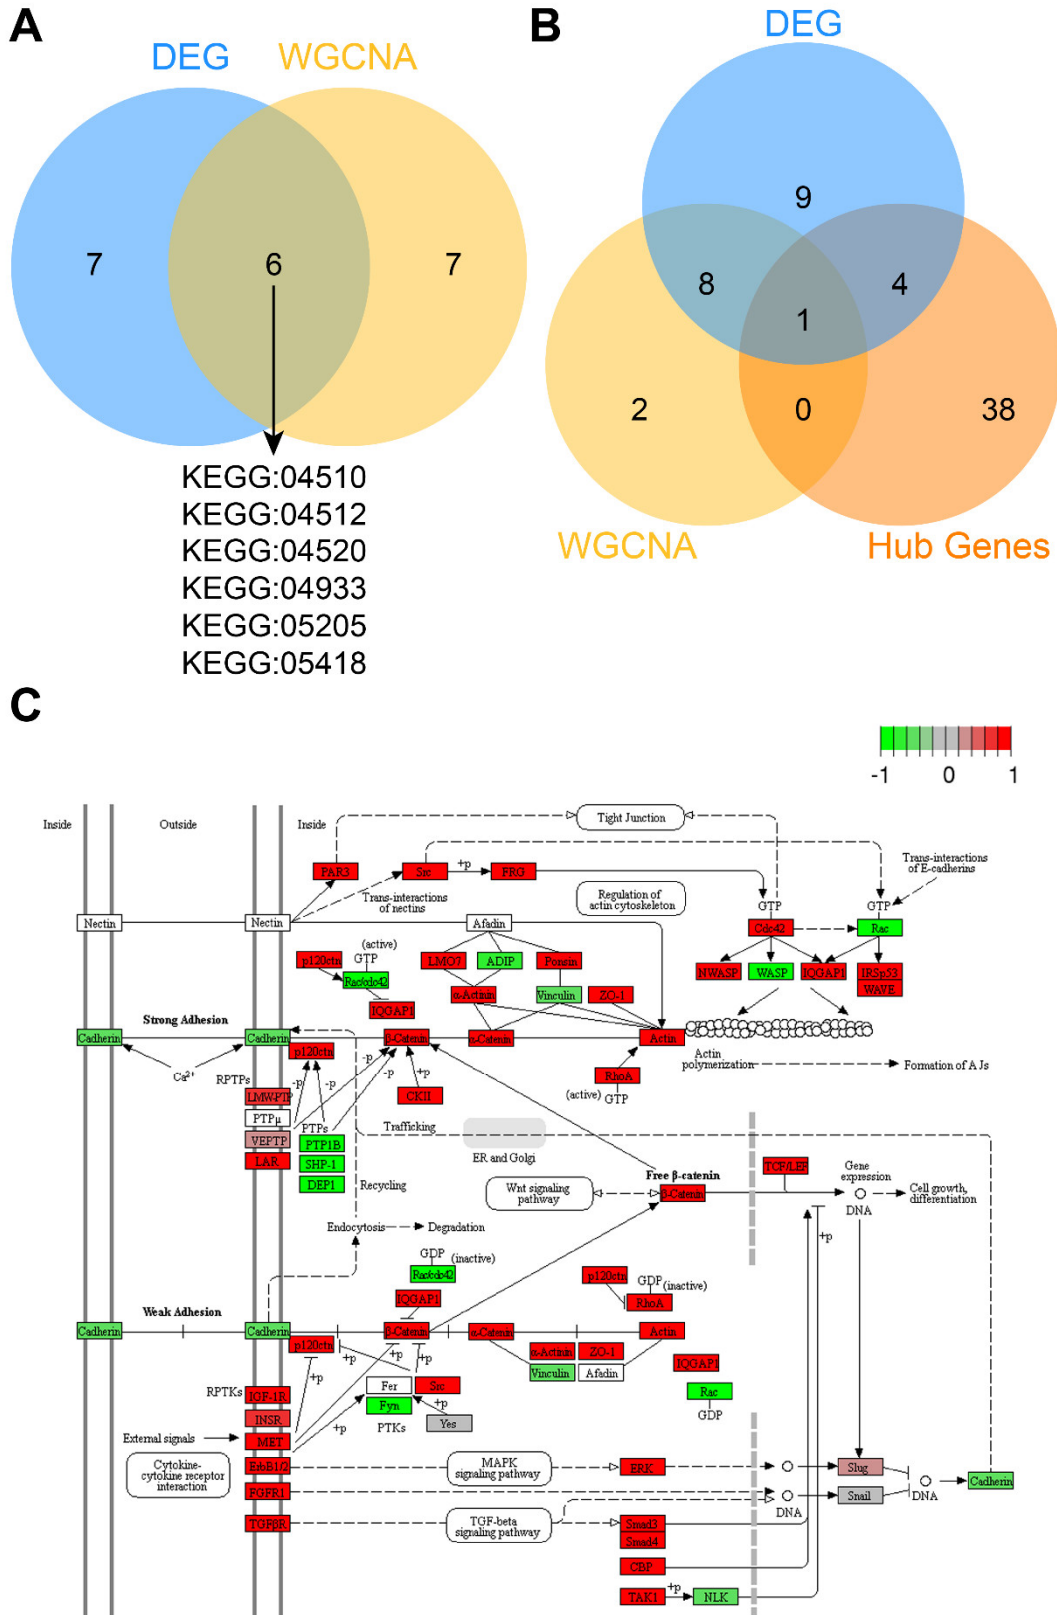 A
DEG WGCNA
7 6 7
KEGG:04510
KEGG:04512
KEGG:04520
KEGG:04933
KEGG:05205
KEGG:05418
B
DEG
9
8 4
1
2 0 38
WGCNA Hub Genes
C
-1 0 1
Inside Outside Inside
Tight Junction
PAR3 Src +p FRG
Trans-interactions
of nectins
Trans-interactions
of E-cadherins
Regulation of
actin cytoskeleton
GTP GTP
Nectin Nectin Afadin
Cdc42 Rac
(active)
GTP
p120ctn
Rac/cdc42
IQGAP1
LMO7 ADIP Ponsin
α-Actinin Vinculin ZO-1
NWASP WASP IQGAP1 IRSp53
WAVE
Strong Adhesion
Cadherin Cadherin β-Catenin α-Catenin Actin
p120ctn
Ca2+
Actin
polymerization
Formation of AJs
RPTPs -p -p -p -p +p
LMW-PTP
PTPμ
VEPTP
LAR
CKII
RhoA
(active)
GTP
PTPs
PTP1B
SHP-1
DEP1
Trafficking
Recycling
ER and Golgi
Endocytosis Degradation
Wnt signaling
pathway
Free β-catenin
β-Catenin
TCF/LEF
Gene
expression
DNA
Cell growth,
differentiation
+p
GDP (inactive)
Rac/cdc42
IQGAP1
p120ctn
GDP (inactive)
RhoA
Weak Adhesion
Cadherin Cadherin β-Catenin α-Catenin Actin
p120ctn
α-Actinin ZO-1
Vinculin Afadin
IQGAP1
Rac
GDP
+p +p +p
RPTKs
IGF-1R
INSR
MET
ErbB1/2
FGFR1
TGFβR
Fer Src
Fyn
+p +p
PTKs
Yes
External signals
Cytokine-
cytokine receptor
interaction
MAPK
signaling pathway
ERK
Slug
Snail
DNA
DNA
Cadherin
TGF-beta
signaling pathway
Smad3
Smad4
CBP
TAK1 +p NLK